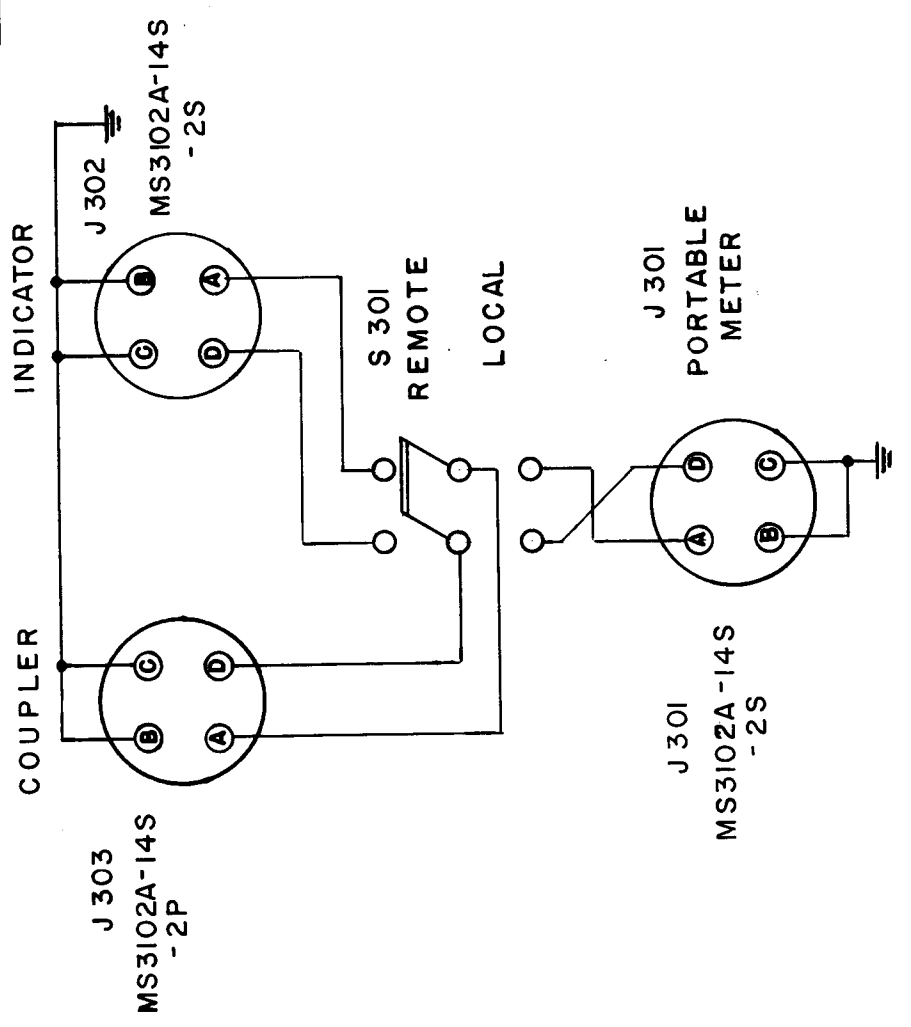 COUPLER
J303
MS3102A-14S
-2P
B
C
A
D
INDICATOR
J302
MS3102A-14S
-2S
C
B
D
A
S 301
REMOTE
LOCAL
J301
MS3102A-14S
-2S
A
D
B
C
J301
PORTABLE
METER